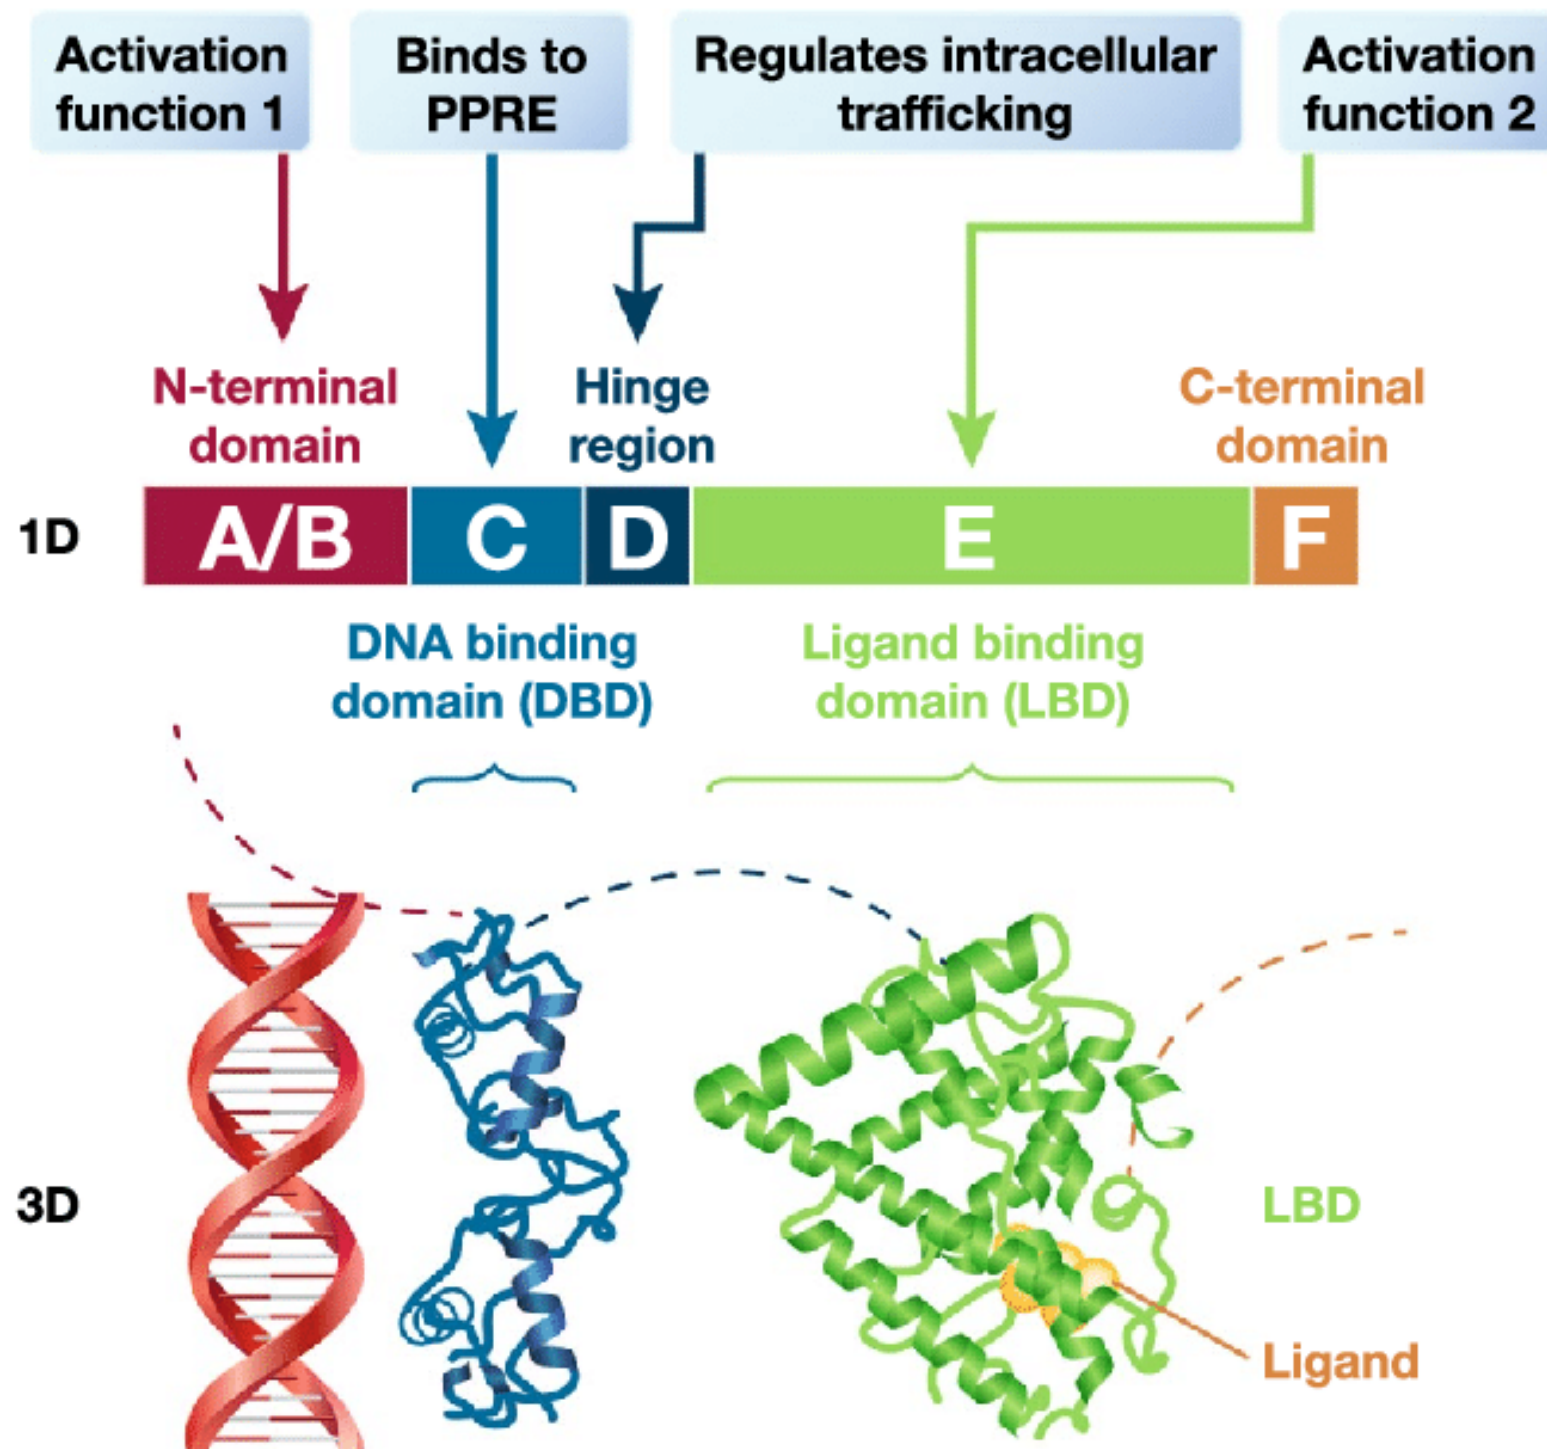 Activation
function 1
Binds to
PPRE
Regulates intracellular
trafficking
Activation
function 2
N-terminal
domain
Hinge
region
C-terminal
domain
1D
A/B
C
D
E
F
DNA binding
domain (DBD)
Ligand binding
domain (LBD)
3D
LBD
Ligand